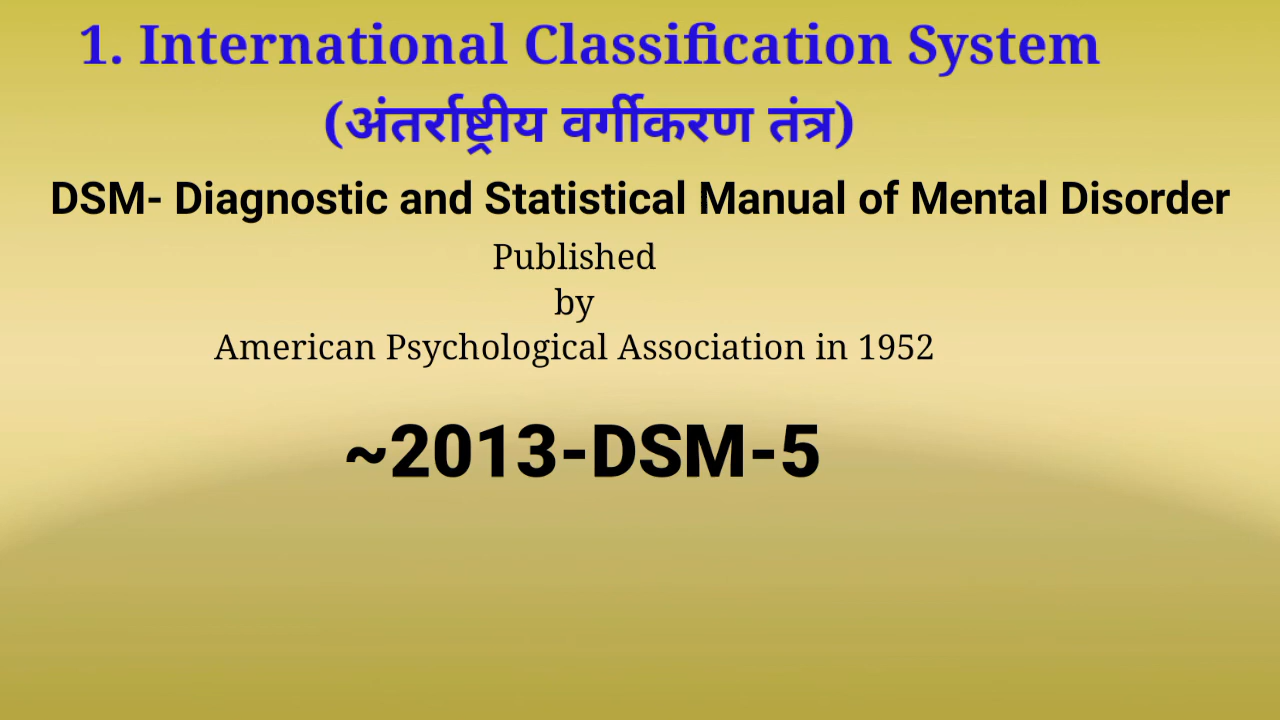 1. International Classification System
(अंतर्राष्ट्रीय वर्गीकरण तंत्र)
DSM- Diagnostic and Statistical Manual of Mental Disorder
Published
by
American Psychological Association in 1952
~2013-DSM-5